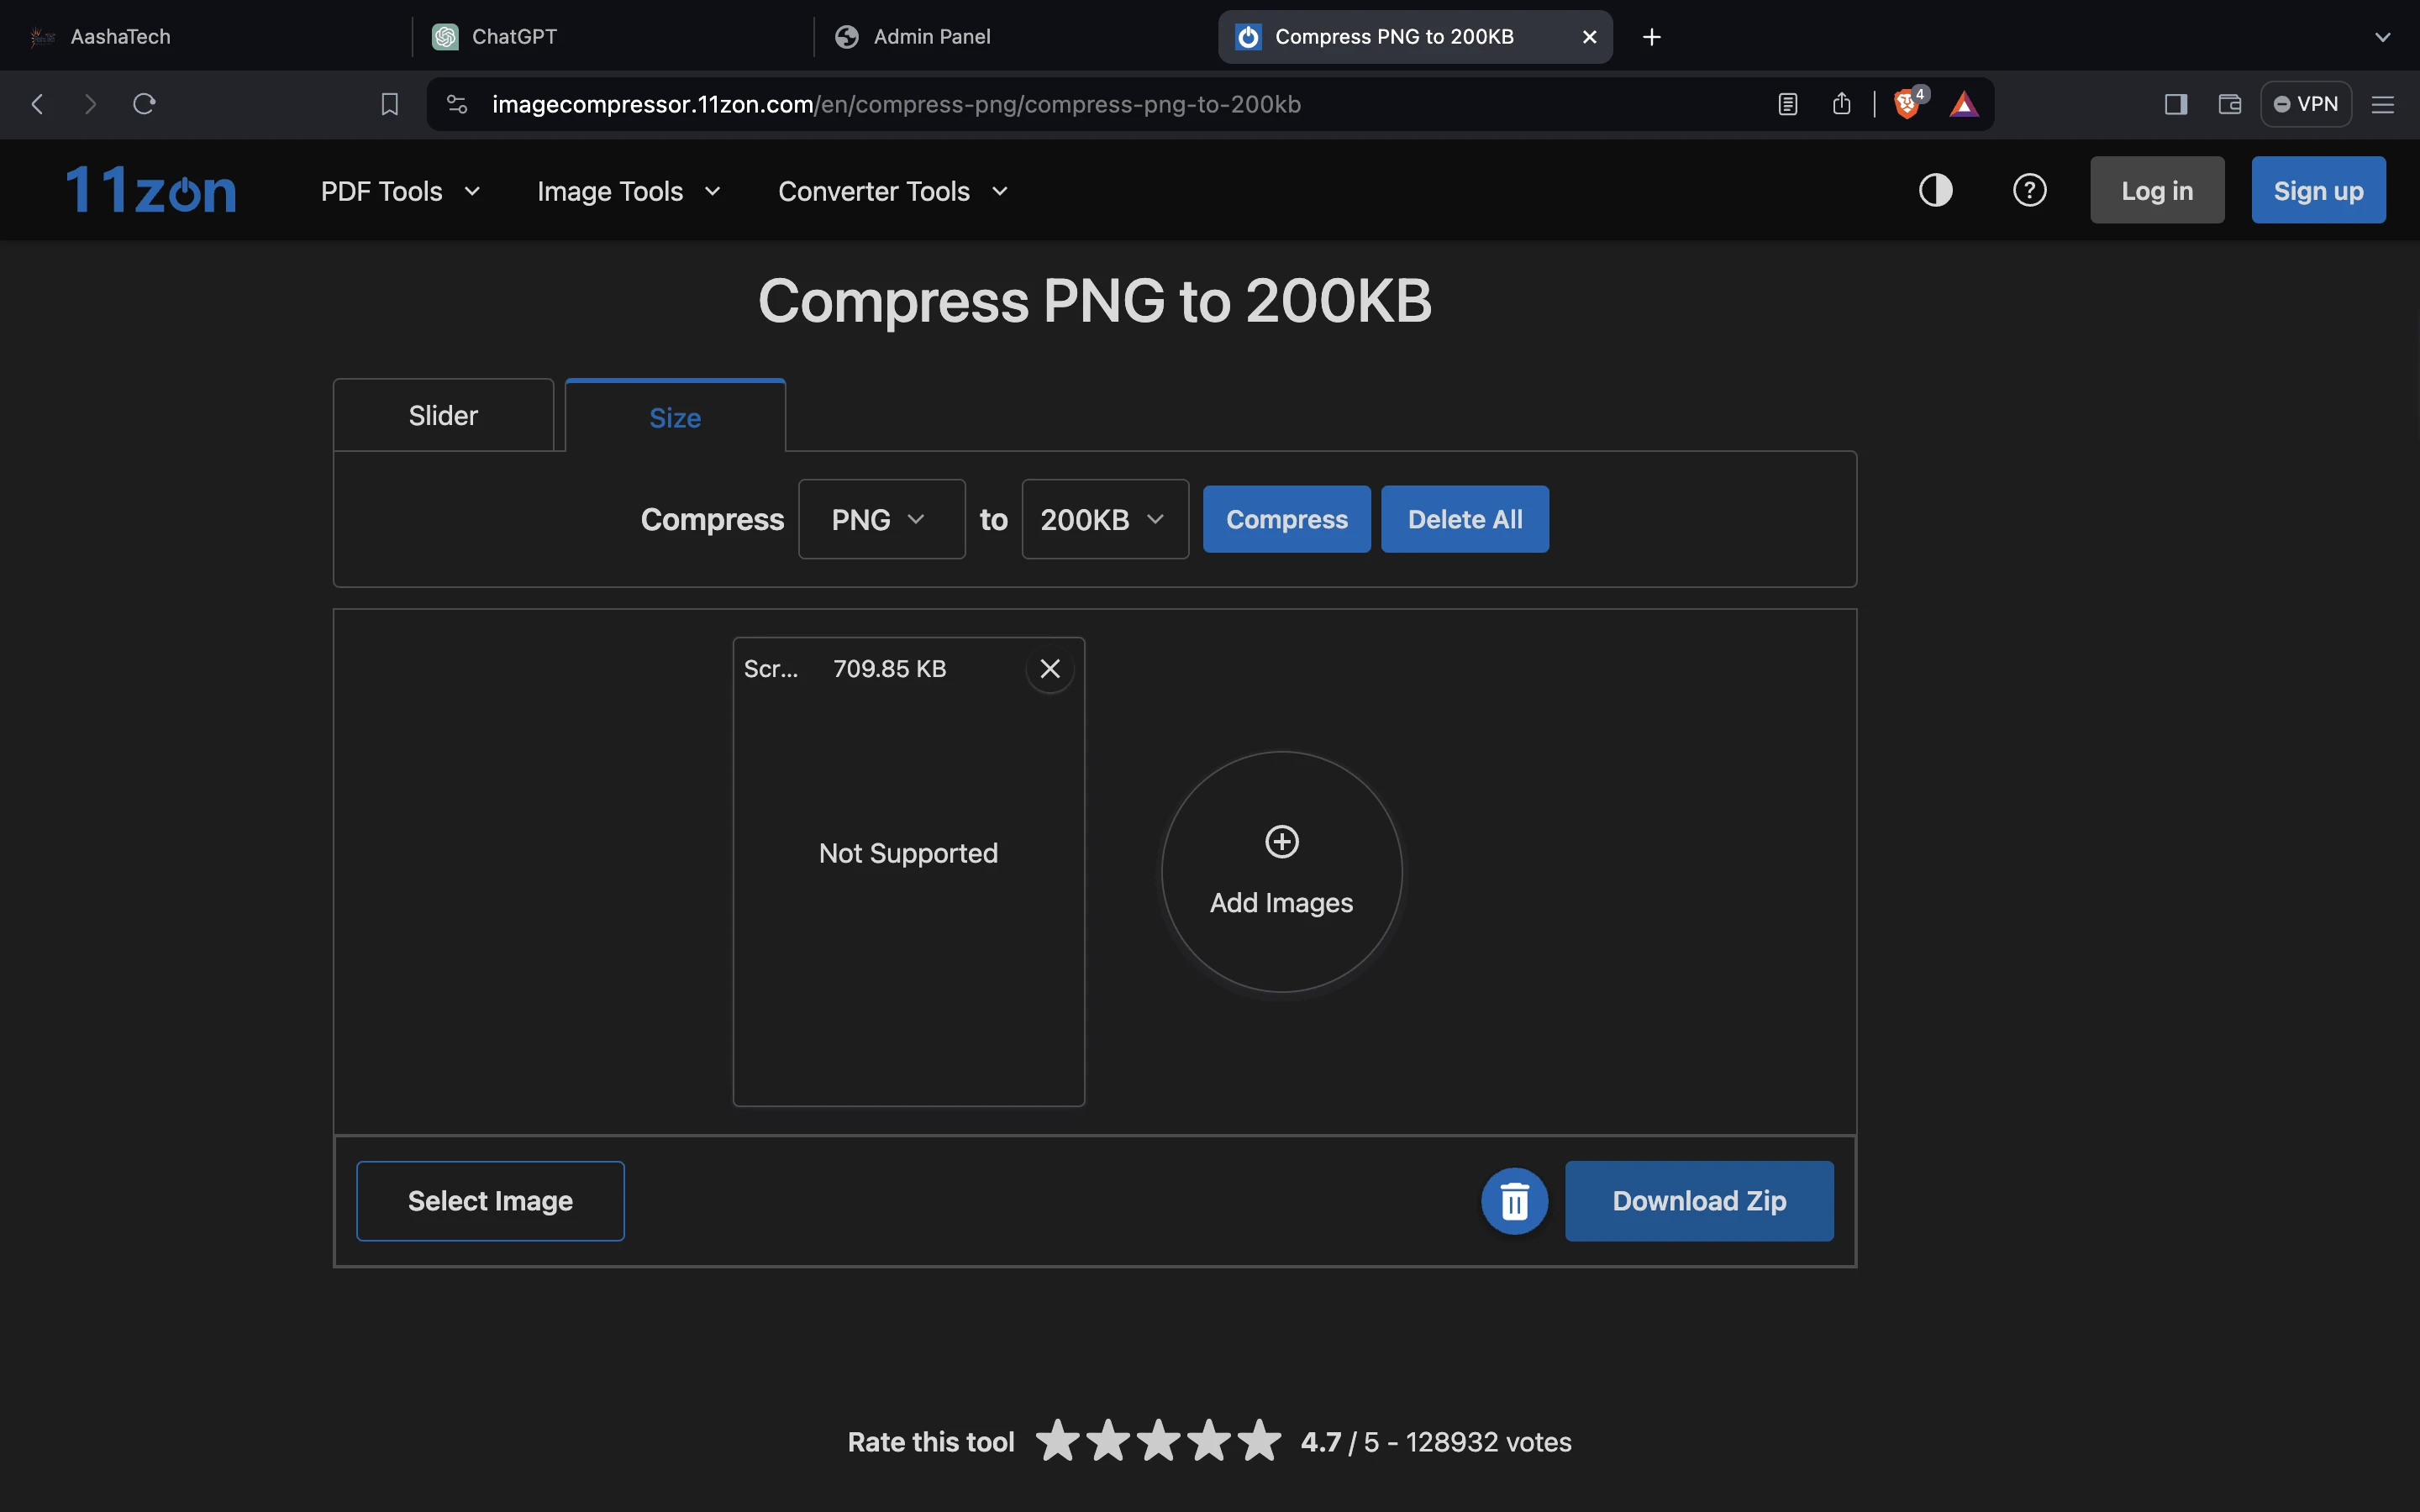 AashaTech
ChatGPT
Admin Panel
Compress PNG to 200KB
imagecompressor.11zon.com/en/compress-png/compress-png-to-200kb
4
VPN
11zon
PDF Tools
Image Tools
Converter Tools
Log in
Sign up
Compress PNG to 200KB
Slider
Size
Compress PNG to 200KB Compress Delete All
Scr... 709.85 KB
Not Supported
Add Images
Select Image
Download Zip
Rate this tool 4.7 / 5 - 128932 votes